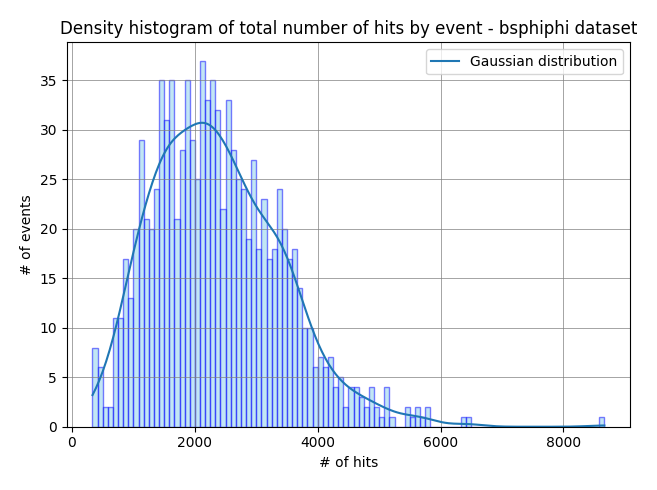 Density histogram of total number of hits by event - bsphiphi dataset
Gaussian distribution
# of events
35
30
25
20
15
10
5
0
0 2000 4000 6000 8000
# of hits